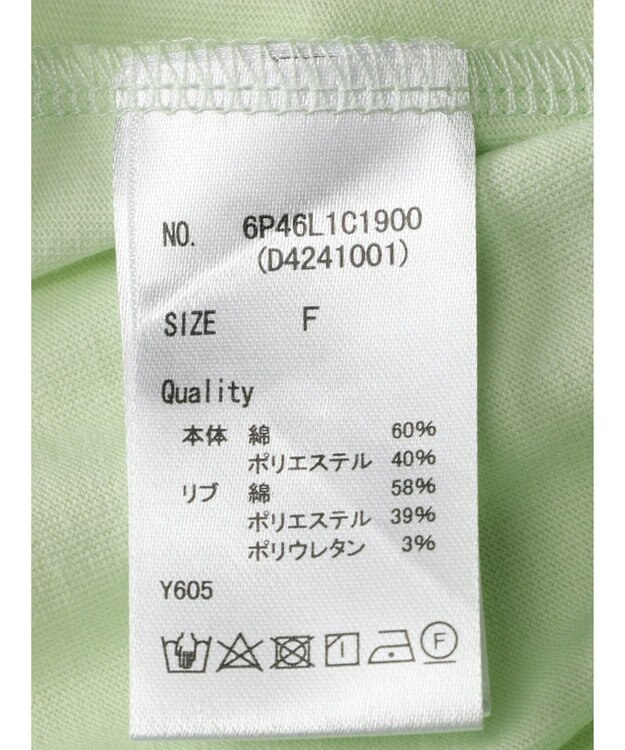 NO. 6P46L1C1900
(D4241001)
SIZE F
Quality
本体 綿 60%
ポリエステル 40%
リブ 綿 58%
ポリエステル 39%
ポリウレタン 3%
Y605
F